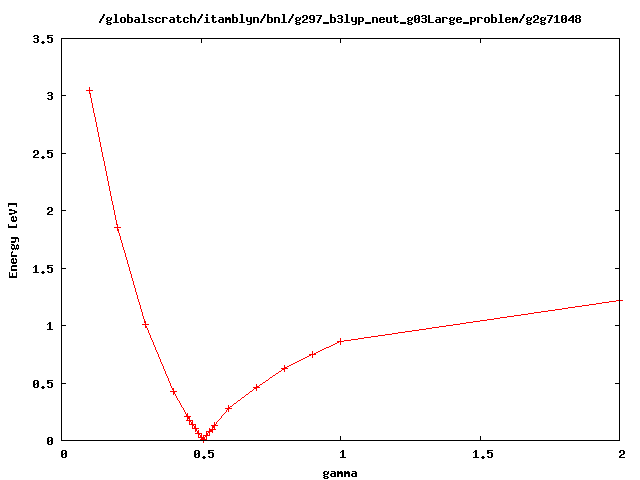 /globalscratch/itamblyn/bnl/g297_b3lyp_neut_g03Large_problem/g2g71048
3.5
3
2.5
2
1.5
1
0.5
0
Energy [eV]
0 0.5 1 1.5 2
gamma